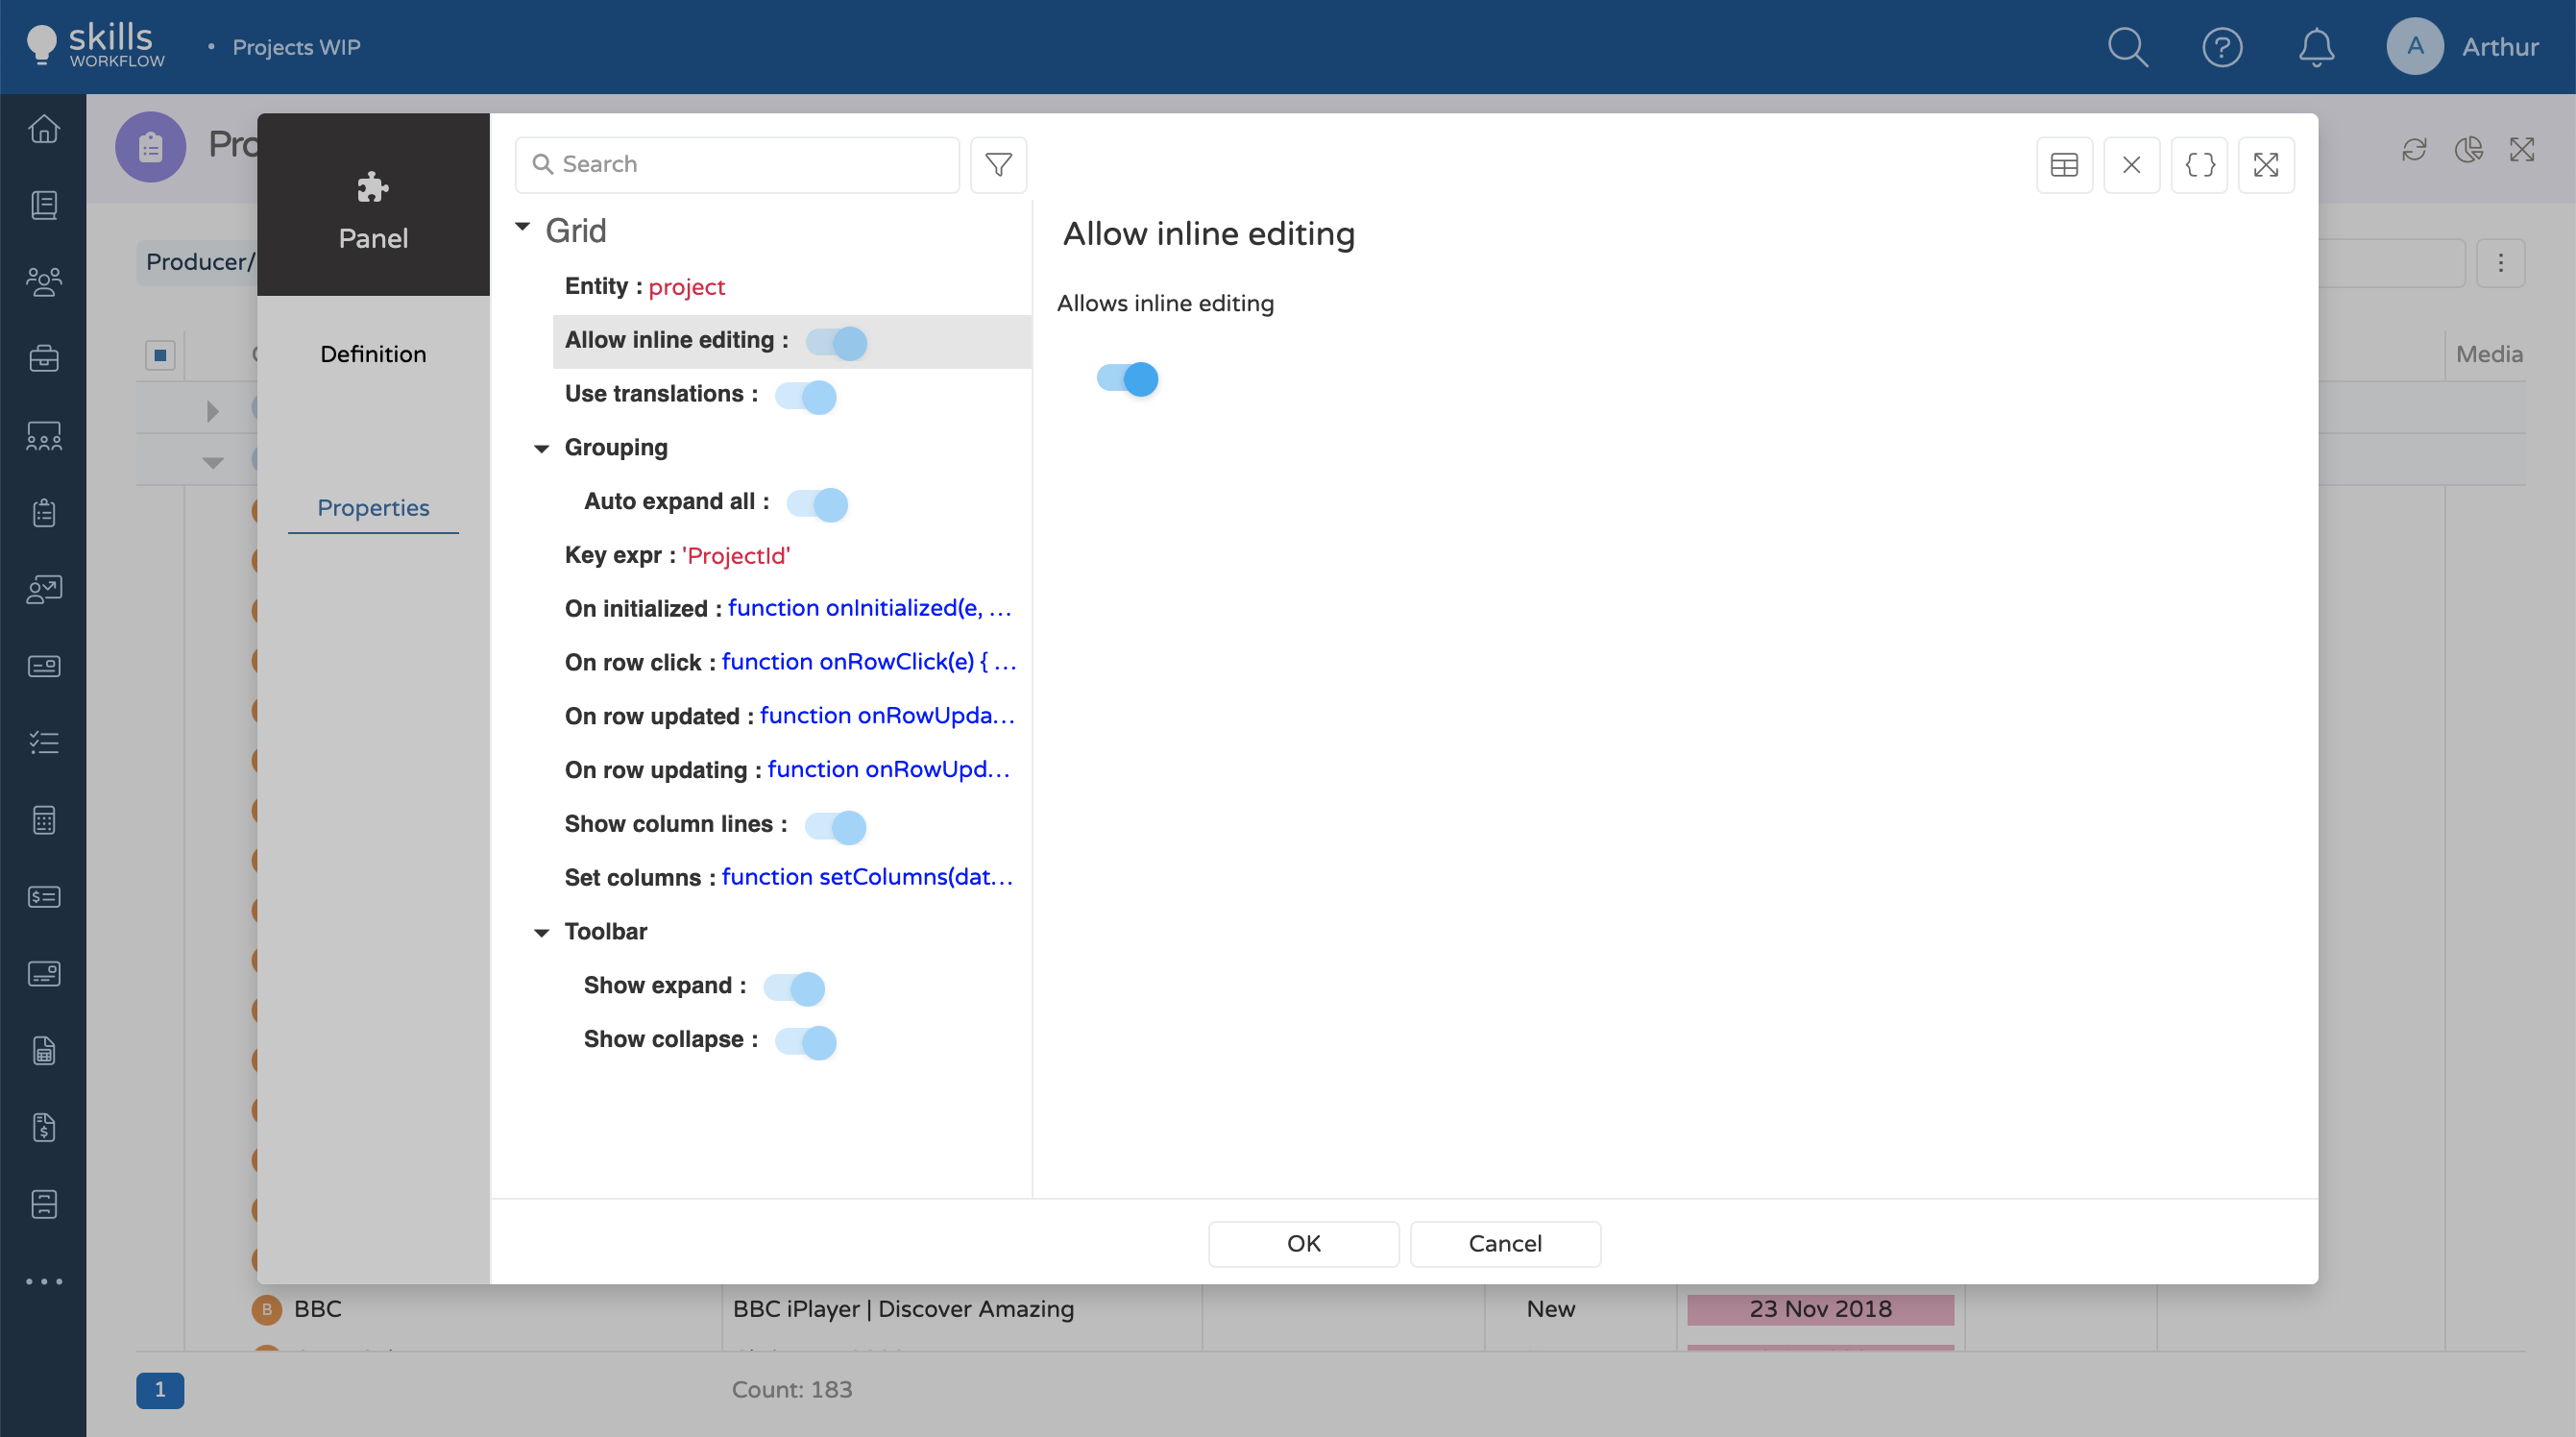 skills
WORKFLOW
• Projects WIP
A
Arthur
Pro
Panel
Search
Definition
Properties
Grid
Entity : project
Allow inline editing :
Use translations :
Grouping
Auto expand all :
Key expr : 'ProjectId'
On initialized : function onInitialized(e, ...
On row click : function onRowClick(e) { ...
On row updated : function onRowUpda...
On row updating : function onRowUpd...
Show column lines :
Set columns : function setColumns(dat...
Toolbar
Show expand :
Show collapse :
Allow inline editing
Allows inline editing
OK
Cancel
Producer/
Media
B BBC
BBC iPlayer | Discover Amazing
New
23 Nov 2018
1
Count: 183